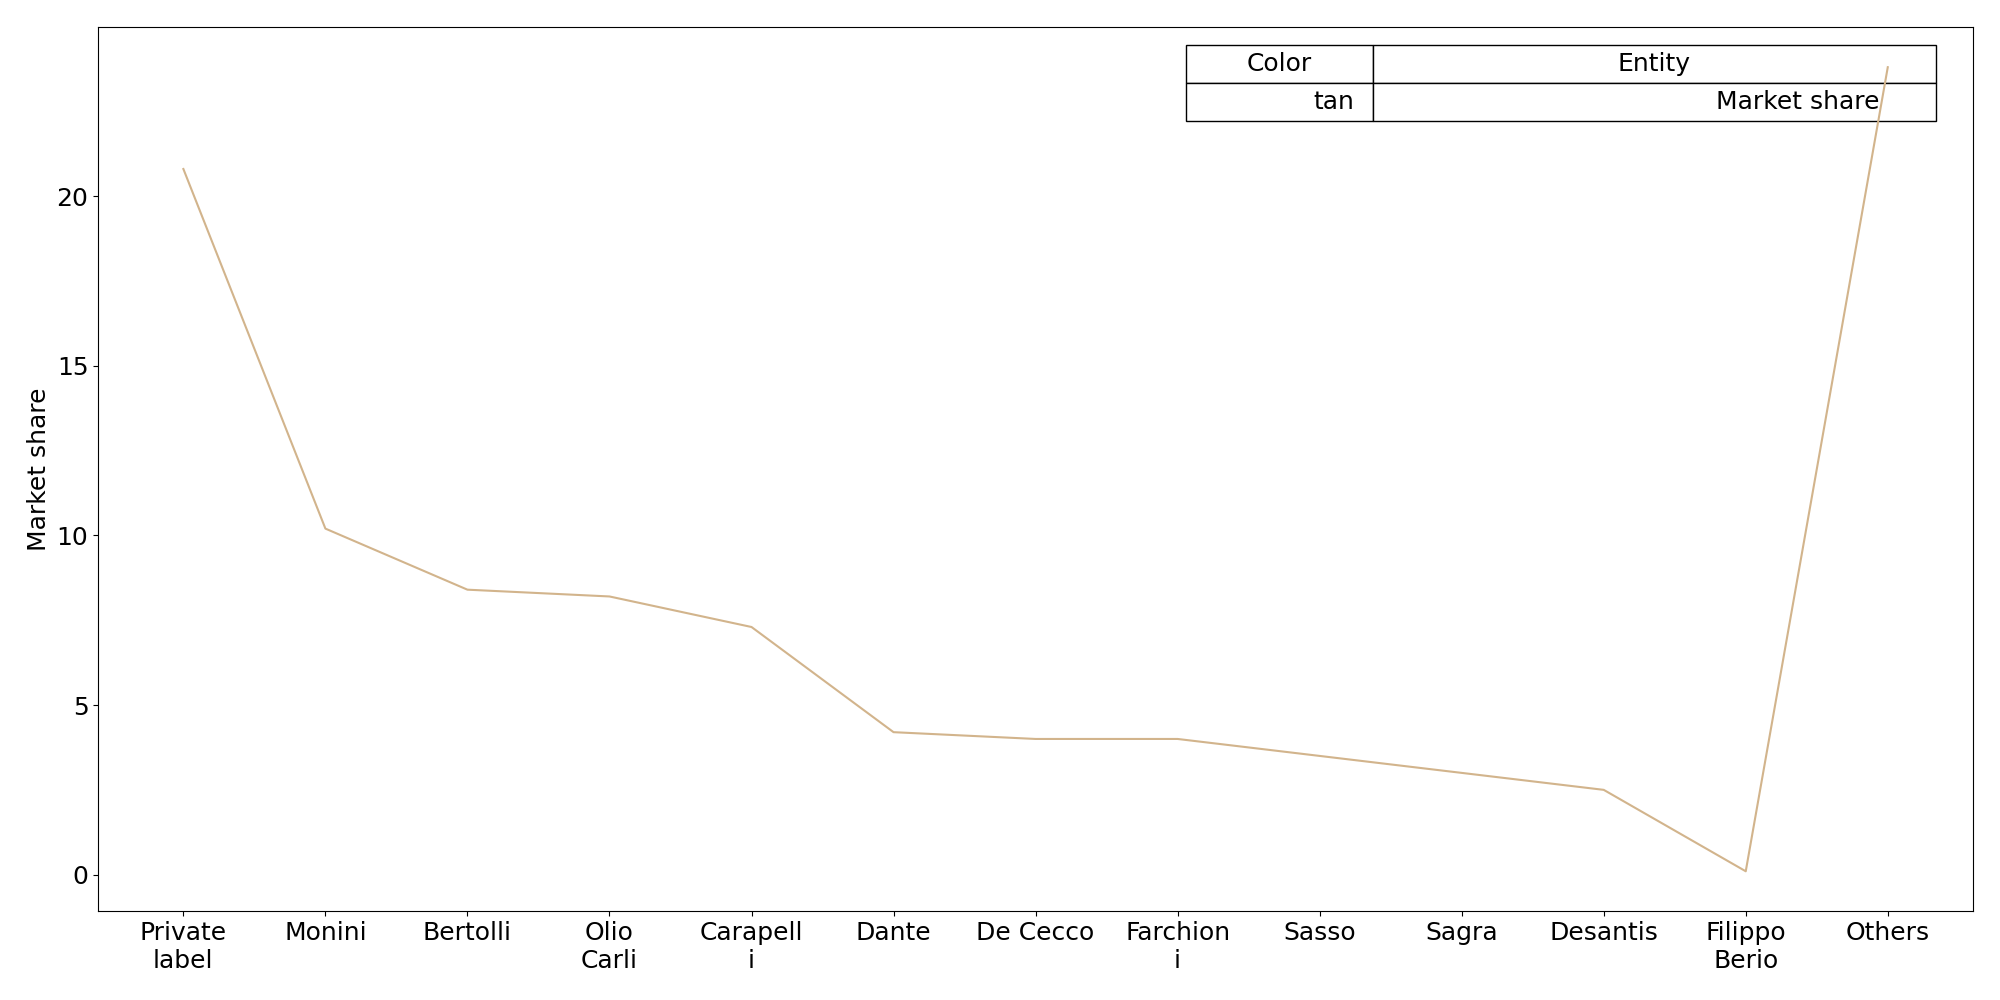 Color Entity
tan Market share
20
15
10
5
0
Market share
Private Monini Bertolli Olio Carapell Dante De Cecco Farchion Sasso Sagra Desantis Filippo Others
label Carli i i Berio